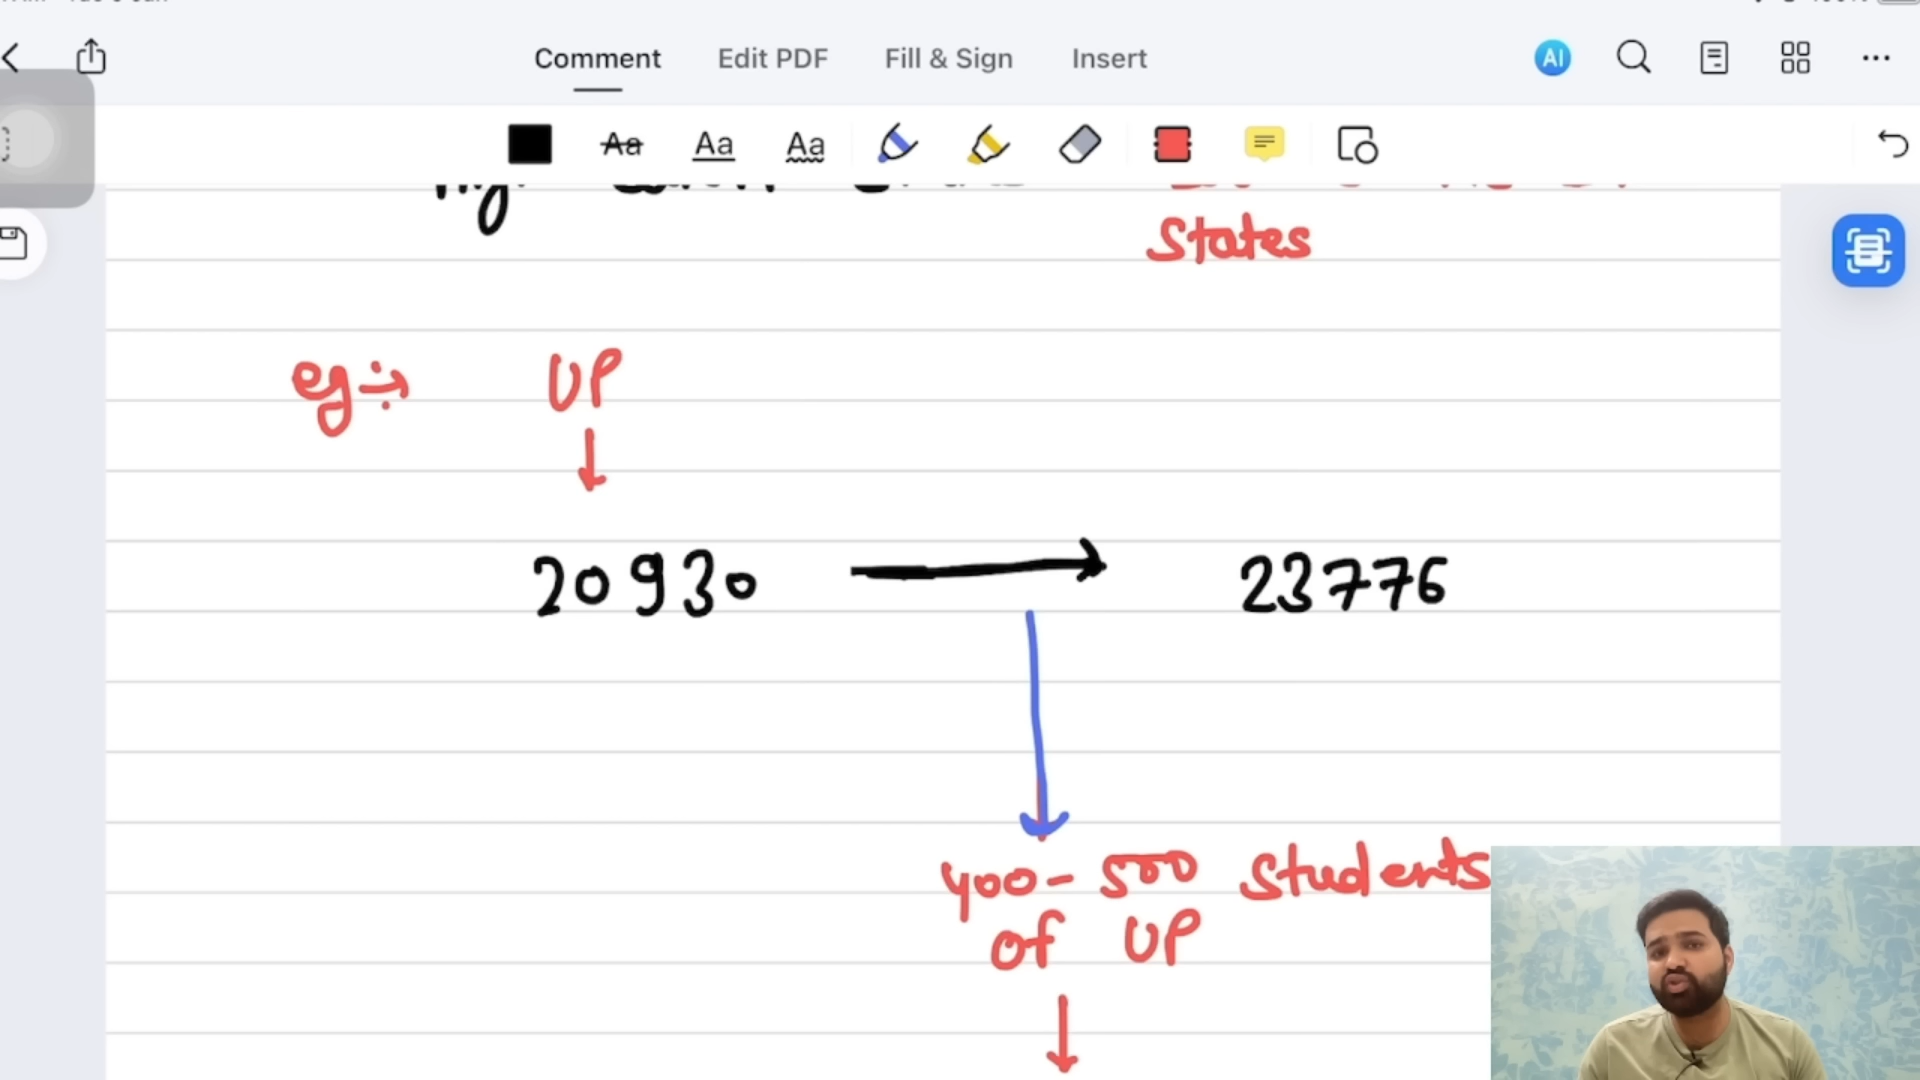 Comment Edit PDF Fill & Sign Insert AI
Aa Aa Aa
States
eg UP
20930 → 23776
400 - 500 Students
of UP